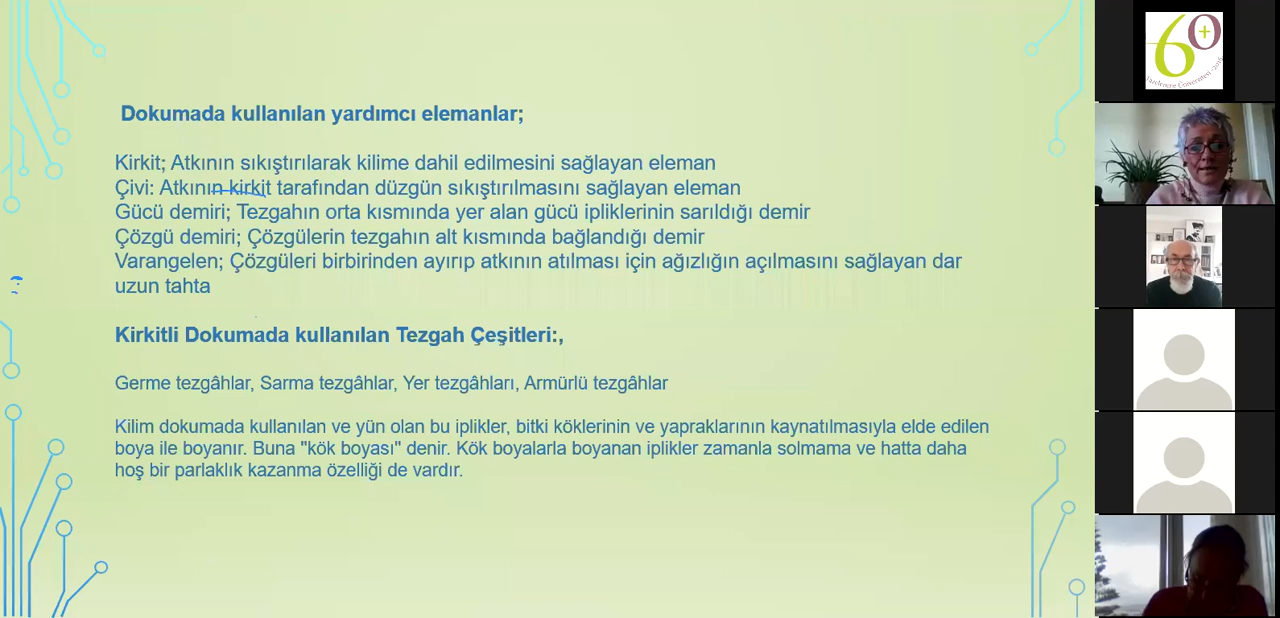 Dokumada kullanılan yardımcı elemanlar;
Kirkit; Atkının sıkıştırılarak kilime dahil edilmesini sağlayan eleman
Çivi: Atkının kirkit tarafından düzgün sıkıştırılmasını sağlayan eleman
Gücü demiri; Tezgahın orta kısmında yer alan gücü ipliklerinin sarıldığı demir
Çözgü demiri; Çözgülerin tezgahın alt kısmında bağlandığı demir
Varangelen; Çözgüleri birbirinden ayırıp atkının atılması için ağızlığın açılmasını sağlayan dar
uzun tahta
Kirkitli Dokumada kullanılan Tezgah Çeşitleri:,
Germe tezgâhlar, Sarma tezgâhlar, Yer tezgâhları, Armürlü tezgâhlar
Kilim dokumada kullanılan ve yün olan bu iplikler, bitki köklerinin ve yapraklarının kaynatılmasıyla elde edilen
boya ile boyanır. Buna "kök boyası" denir. Kök boyalarla boyanan iplikler zamanla solmama ve hatta daha
hoş bir parlaklık kazanma özelliği de vardır.
60+